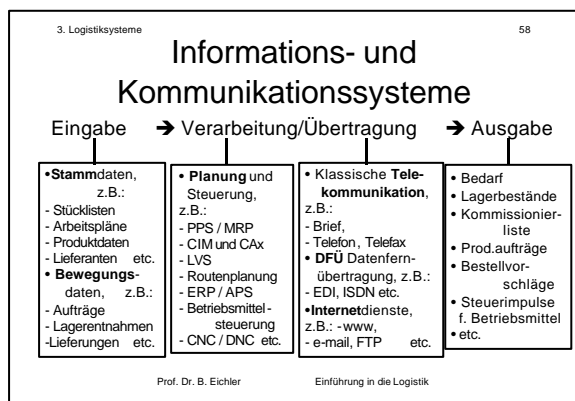 3. Logistiksysteme 58
Informations- und
Kommunikationssysteme
Eingabe ➔ Verarbeitung/Übertragung ➔ Ausgabe
•Stammdaten,
z.B.:
- Stücklisten
- Arbeitspläne
- Produktdaten
- Lieferanten etc.
• Bewegungs-
daten, z.B.:
- Aufträge
- Lagerentnahmen
-Lieferungen etc.
• Planung und
Steuerung,
z.B.:
- PPS / MRP
- CIM und CAx
- LVS
- Routenplanung
- ERP / APS
- Betriebsmittel-
steuerung
- CNC / DNC etc.
• Klassische Tele-
kommunikation,
z.B.:
- Brief,
- Telefon, Telefax
• DFÜ Datenfern-
übertragung, z.B.:
- EDI, ISDN etc.
•Internetdienste,
z.B.: -www,
- e-mail, FTP etc.
• Bedarf
• Lagerbestände
• Kommissionier-
liste
• Prod.aufträge
• Bestellvor-
schläge
• Steuerimpulse
f. Betriebsmittel
• etc.
Prof. Dr. B. Eichler Einführung in die Logistik